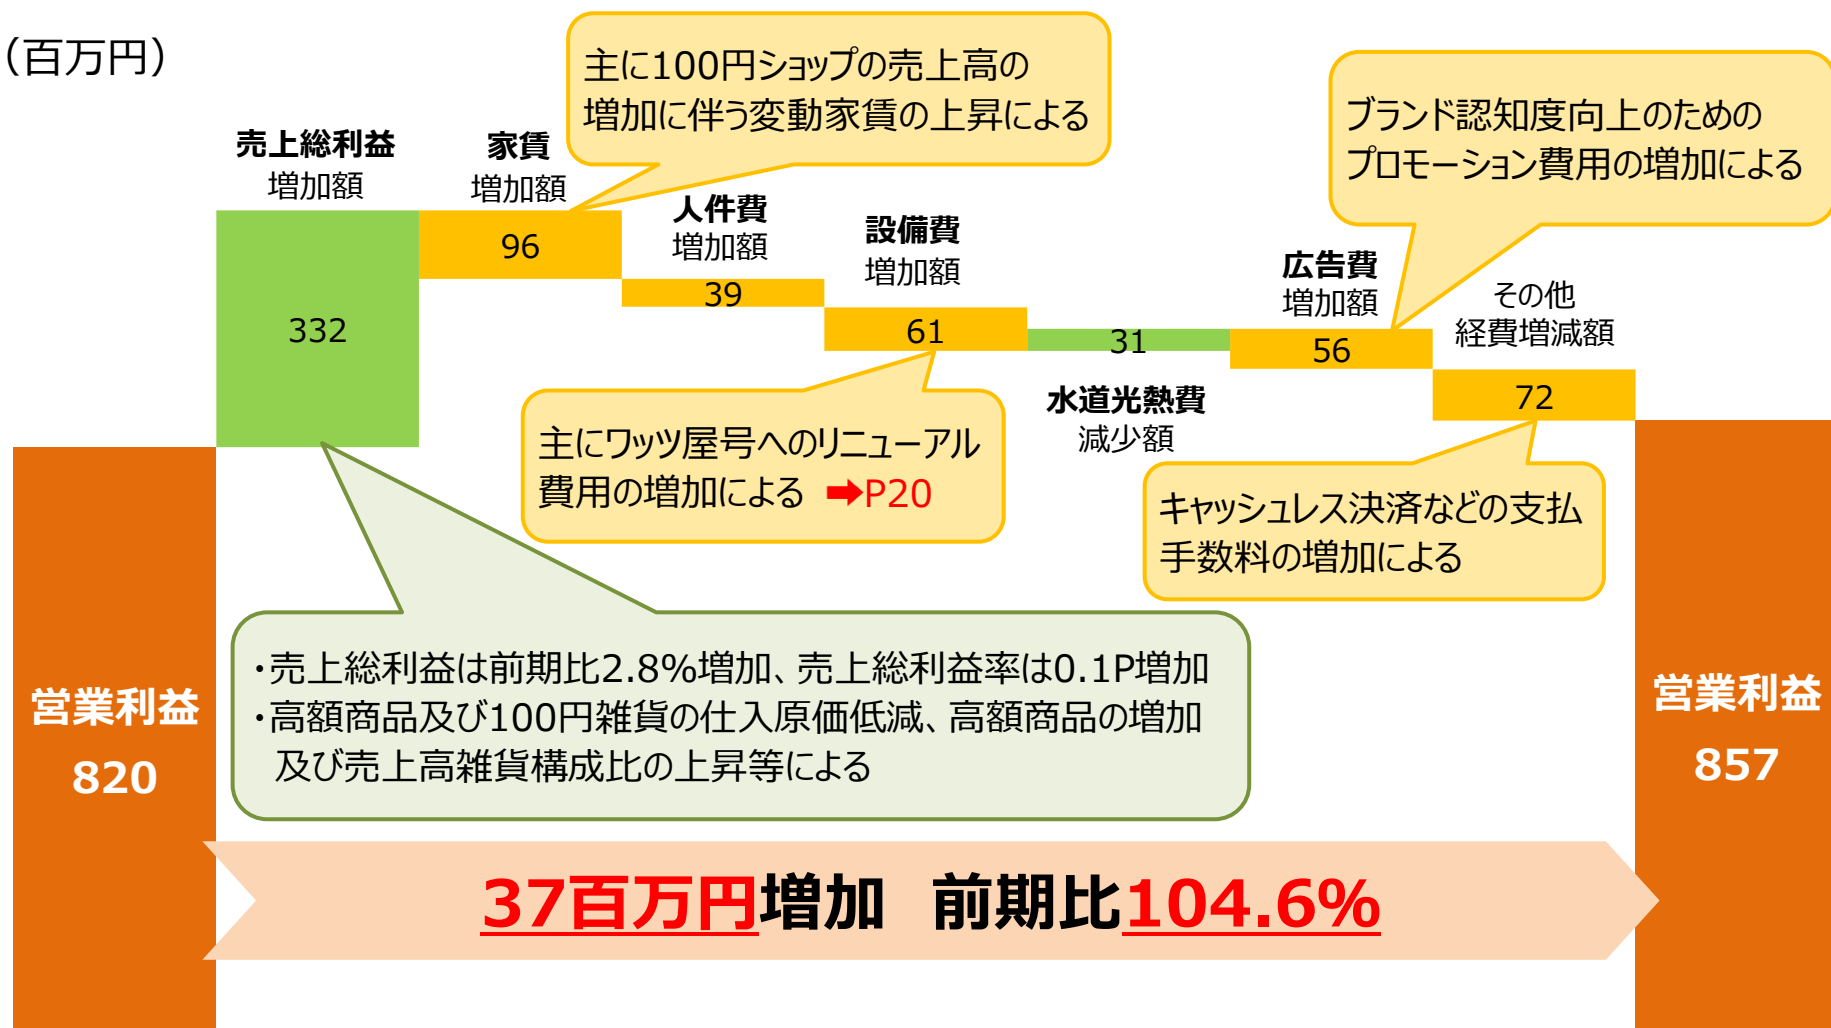 （百万円）
主に100円ショップの売上高の
増加に伴う変動家賃の上昇による
ブランド認知度向上のための
プロモーション費用の増加による
売上総利益
増加額
家賃
増加額
人件費
増加額
設備費
増加額
広告費
増加額
その他
経費増減額
332
96
39
61
31
56
72
水道光熱費
減少額
主にワッツ屋号へのリニューアル
費用の増加による ➡P20
キャッシュレス決済などの支払
手数料の増加による
・売上総利益は前期比2.8%増加、売上総利益率は0.1P増加
・高額商品及び100円雑貨の仕入原価低減、高額商品の増加
及び売上高雑貨構成比の上昇等による
営業利益
820
営業利益
857
37百万円増加　前期比104.6%